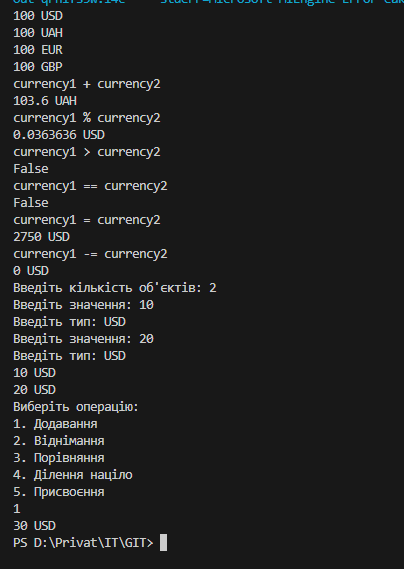 100 USD
100 UAH
100 EUR
100 GBP
currency1 + currency2
103.6 UAH
currency1 % currency2
0.0363636 USD
currency1 > currency2
False
currency1 == currency2
False
currency1 = currency2
2750 USD
currency1 -= currency2
0 USD
Введіть кількість об'єктів: 2
Введіть значення: 10
Введіть тип: USD
Введіть значення: 20
Введіть тип: USD
10 USD
20 USD
Виберіть операцію:
1. Додавання
2. Віднімання
3. Порівняння
4. Ділення націло
5. Присвоєння
1
30 USD
PS D:\Privat\IT\GIT>